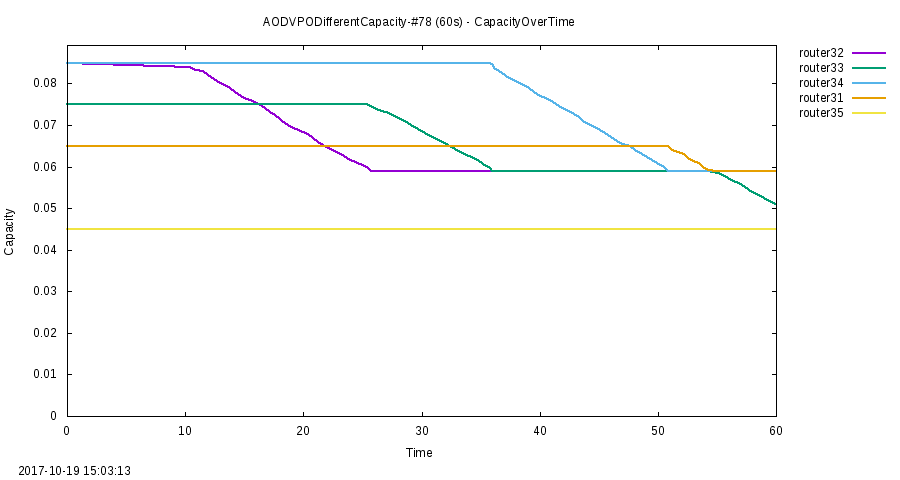 AODVPODifferentCapacity-#78 (60s) - CapacityOverTime
router32
router33
router34
router31
router35
Capacity
0.08
0.07
0.06
0.05
0.04
0.03
0.02
0.01
0
0 10 20 30 40 50 60
Time
2017-10-19 15:03:13